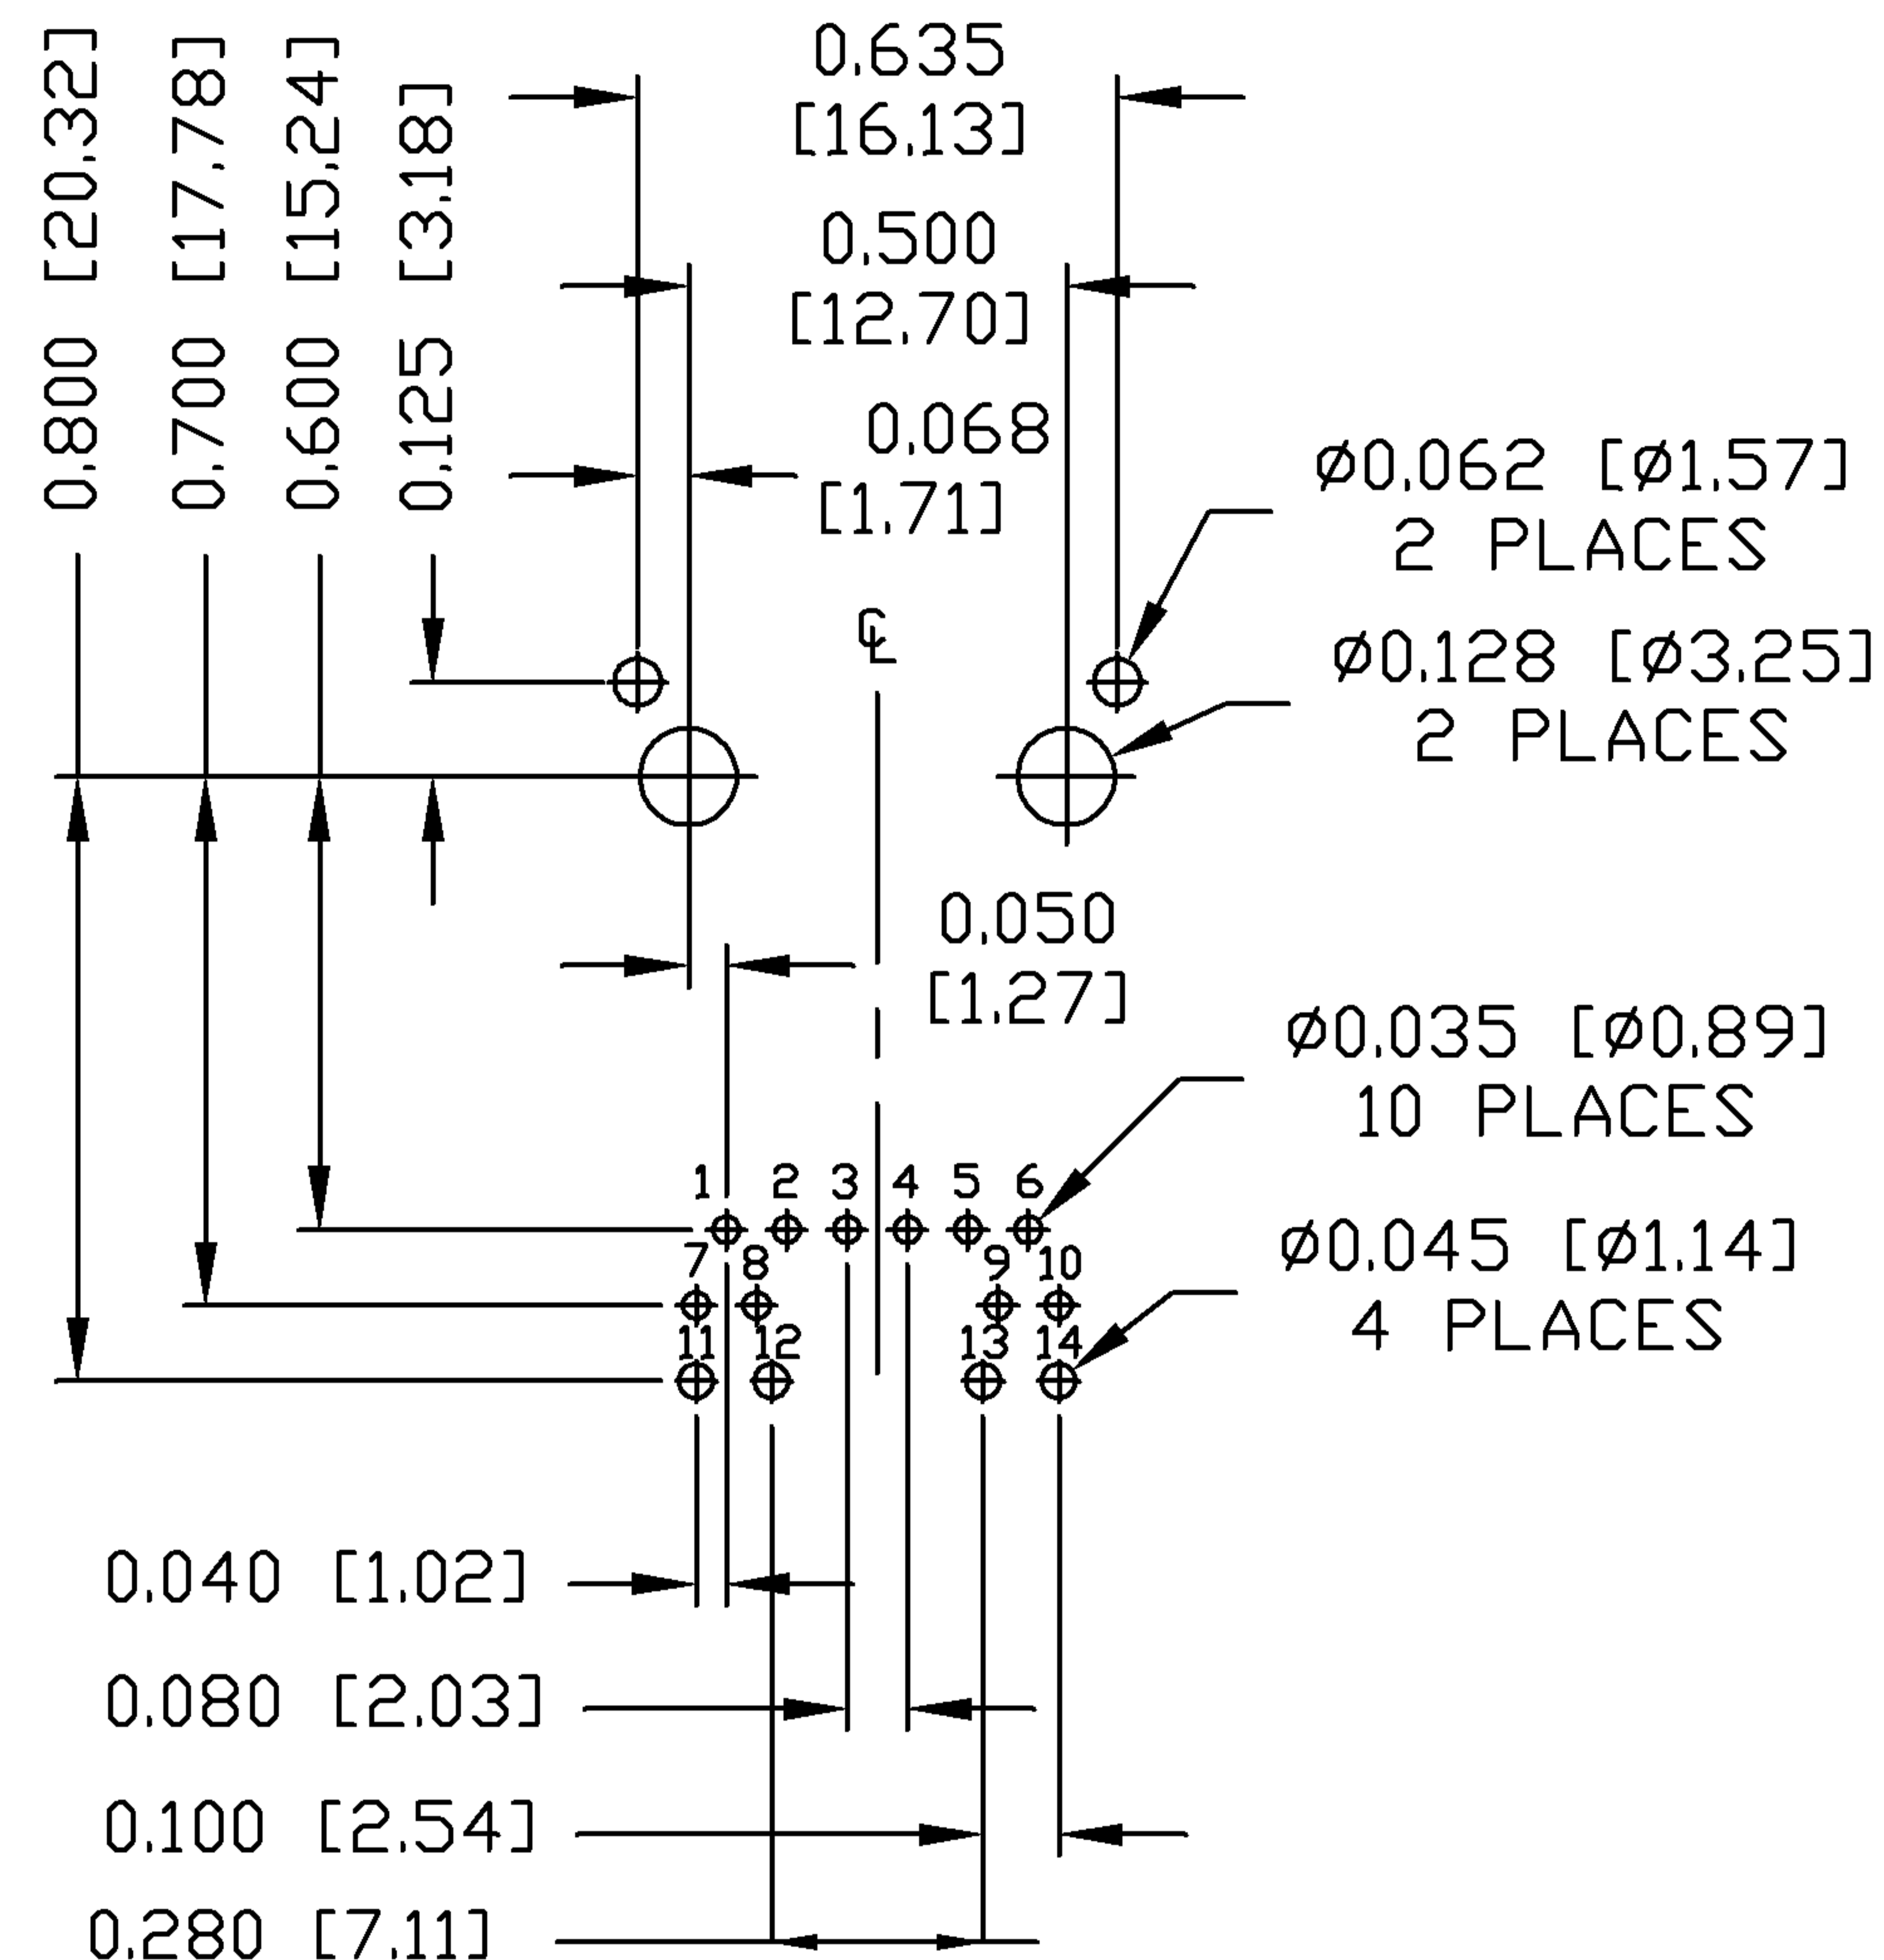 0.800 [20.32]
0.700 [17.78]
0.600 [15.24]
0.125 [3.18]
0.635
[16.13]
0.500
[12.70]
0.068
[1.71]
Ø0.062 [Ø1.57]
2 PLACES
℄
Ø0.128 [Ø3.25]
2 PLACES
0.050
[1.27]
Ø0.035 [Ø0.89]
10 PLACES
1 2 3 4 5 6
7 8 9 10
Ø0.045 [Ø1.14]
4 PLACES
11 12 13 14
0.040 [1.02]
0.080 [2.03]
0.100 [2.54]
0.280 [7.11]